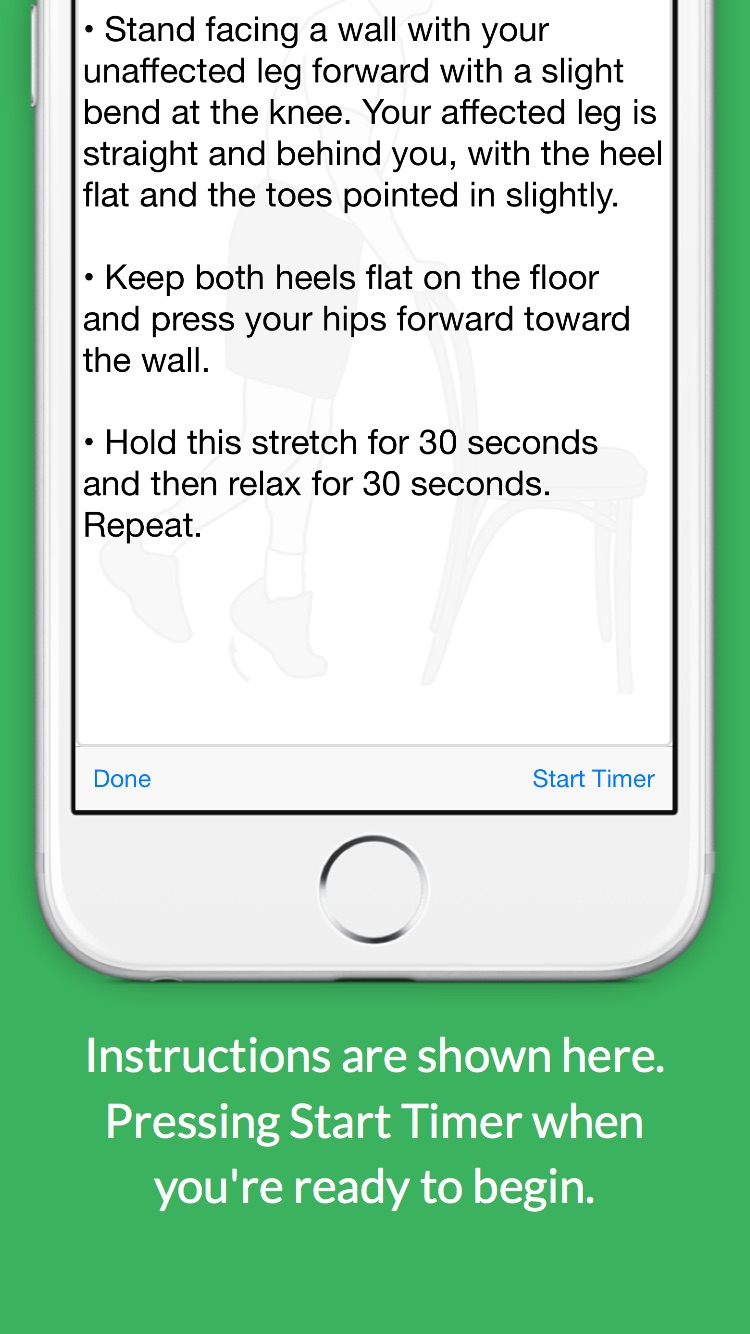 • Stand facing a wall with your
unaffected leg forward with a slight
bend at the knee. Your affected leg is
straight and behind you, with the heel
flat and the toes pointed in slightly.
• Keep both heels flat on the floor
and press your hips forward toward
the wall.
• Hold this stretch for 30 seconds
and then relax for 30 seconds.
Repeat.
Done Start Timer
Instructions are shown here.
Pressing Start Timer when
you're ready to begin.